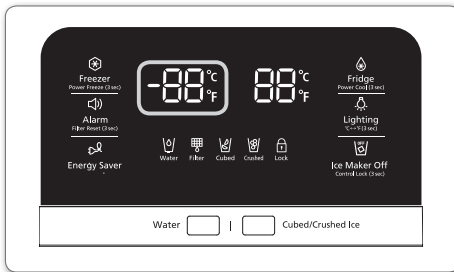 Freezer
Power Freeze (3 sec)
Alarm
Filter Reset (3 sec)
Energy Saver
-88 °C °F
88 °C °F
Water Filter Cubed Crushed Lock
Fridge
Power Cool (3 sec)
Lighting
°C↔°F(3 sec)
OFF
Ice Maker Off
Control Lock (3 sec)
Water | Cubed/Crushed Ice